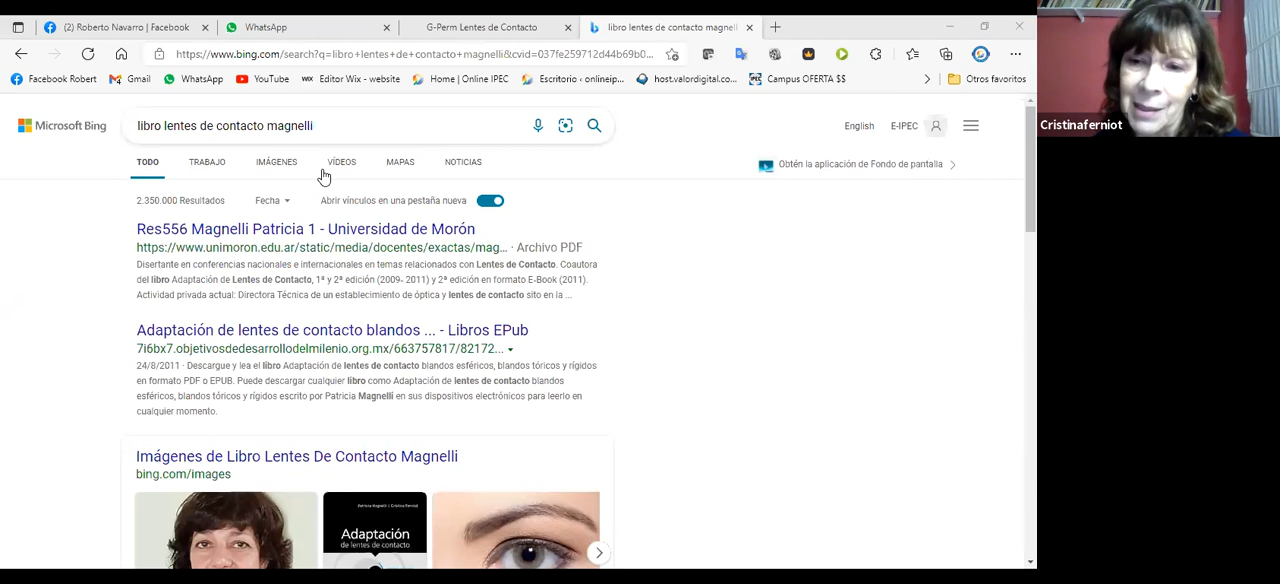 (2) Roberto Navarro | Facebook
WhatsApp
G-Perm Lentes de Contacto
libro lentes de contacto magnelli
https://www.bing.com/search?q=libro+lentes+de+contacto+magnelli&cvid=037fe259712d44b69b0...
Facebook Robert
Gmail
WhatsApp
YouTube
WIX Editor Wix - website
Home | Online IPEC
Escritorio ‹ onlineip...
host.valordigital.c...
IPEC Campus OFERTA $$
Otros favoritos
Cristinaferniot
Microsoft Bing
libro lentes de contacto magnelli
English
E-IPEC
TODO
TRABAJO
IMÁGENES
VÍDEOS
MAPAS
NOTICIAS
Obtén la aplicación de Fondo de pantalla
2.350.000 Resultados
Fecha
Abrir vínculos en una pestaña nueva
Res556 Magnelli Patricia 1 - Universidad de Morón
https://www.unimoron.edu.ar/static/media/docentes/exactas/mag... · Archivo PDF
Disertante en conferencias nacionales e internacionales en temas relacionados con Lentes de Contacto. Coautora
del libro Adaptación de Lentes de Contacto, 1ª y 2ª edición (2009- 2011) y 2ª edición en formato E-Book (2011).
Actividad privada actual: Directora Técnica de un establecimiento de óptica y lentes de contacto sito en la ...
Adaptación de lentes de contacto blandos ... - Libros EPub
7i6bx7.objetivosdedesarrollodelmilenio.org.mx/663757817/82172...
24/8/2011 · Descargue y lea el libro Adaptación de lentes de contacto blandos esféricos, blandos tóricos y rígidos
en formato PDF o EPUB. Puede descargar cualquier libro como Adaptación de lentes de contacto blandos
esféricos, blandos tóricos y rígidos escrito por Patricia Magnelli en sus dispositivos electrónicos para leerlo en
cualquier momento.
Imágenes de Libro Lentes De Contacto Magnelli
bing.com/images
Adaptación
de lentes de contacto